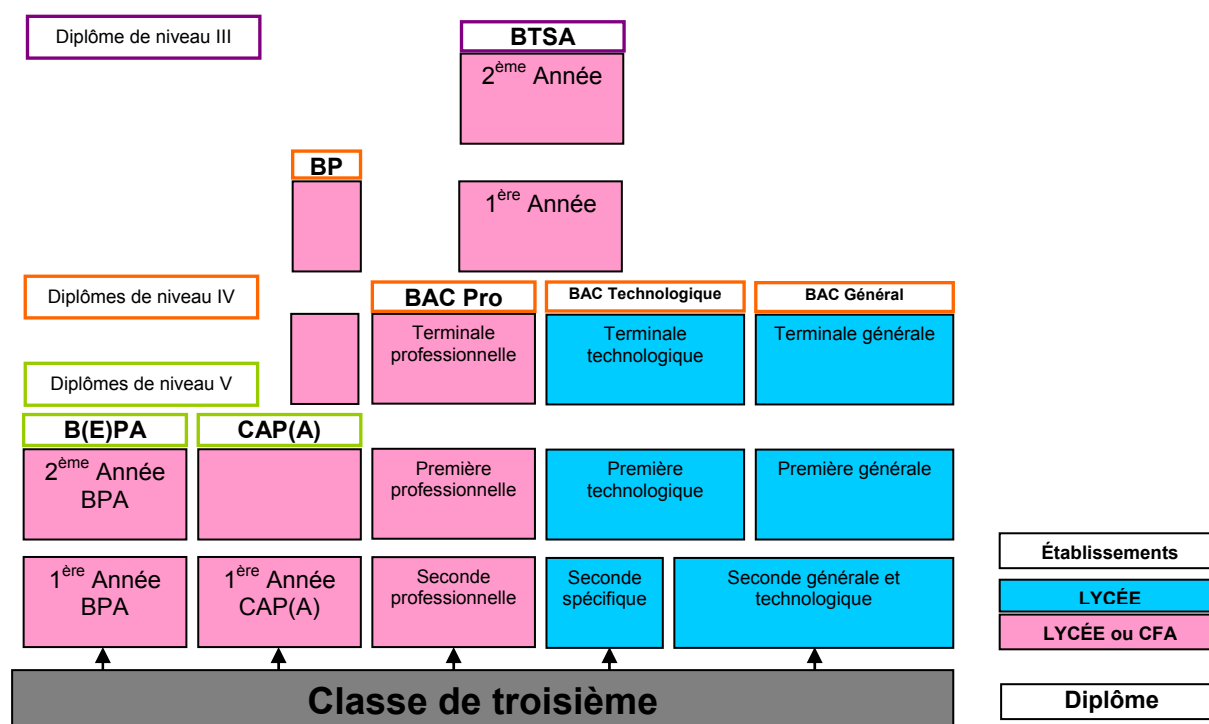 Diplôme de niveau III
BTSA
2ème Année
BP
1ère Année
Diplômes de niveau IV
BAC Pro
BAC Technologique
BAC Général
Terminale
professionnelle
Terminale
technologique
Terminale générale
Diplômes de niveau V
B(E)PA
CAP(A)
2ème Année
BPA
Première
professionnelle
Première
technologique
Première générale
1ère Année
BPA
1ère Année
CAP(A)
Seconde
professionnelle
Seconde
spécifique
Seconde générale et
technologique
Établissements
LYCÉE
LYCÉE ou CFA
Classe de troisième
Diplôme